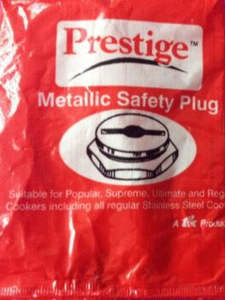 Prestige™
Metallic Safety Plug
Suitable for Popular, Supreme, Ultimate and Reg
Cookers including all regular Stainless Steel Coo
A ttk Produ